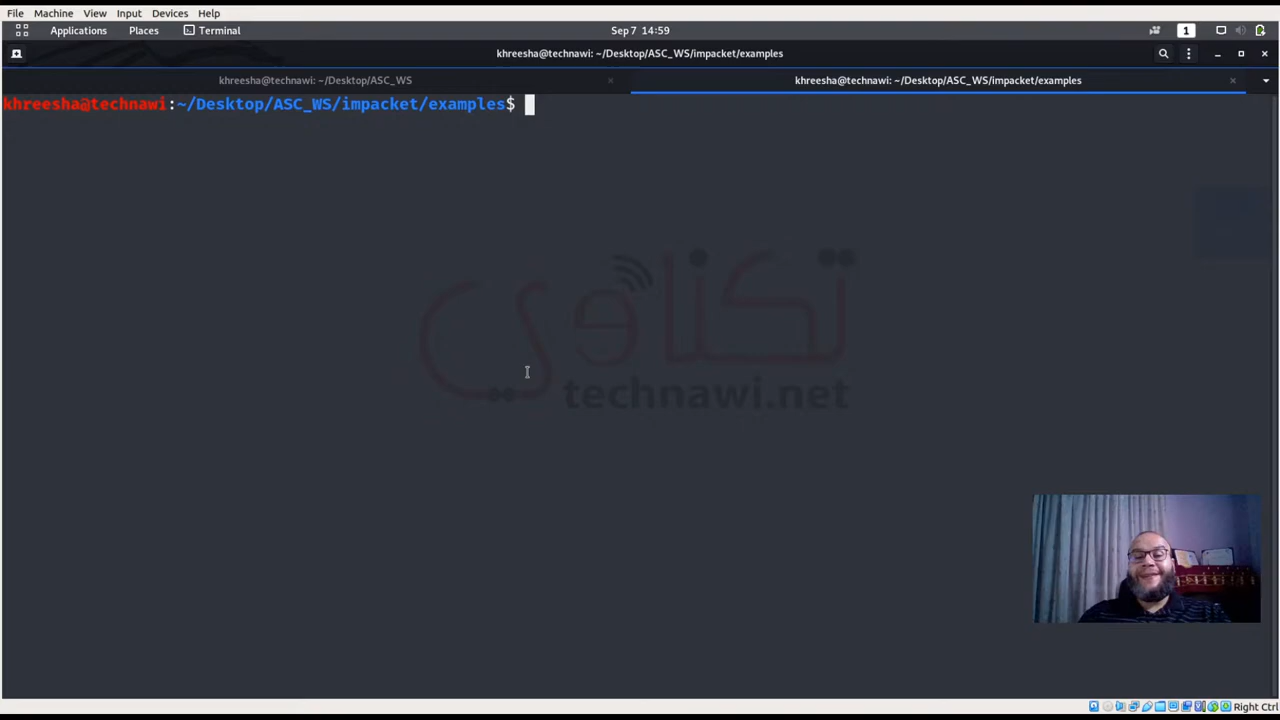 File Machine View Input Devices Help
Applications Places Terminal Sep 7 14:59 1
khreesha@technawi: ~/Desktop/ASC_WS/impacket/examples
khreesha@technawi: ~/Desktop/ASC_WS
khreesha@technawi: ~/Desktop/ASC_WS/impacket/examples
khreesha@technawi:~/Desktop/ASC_WS/impacket/examples$
تكناوي
technawi.net
Right Ctrl